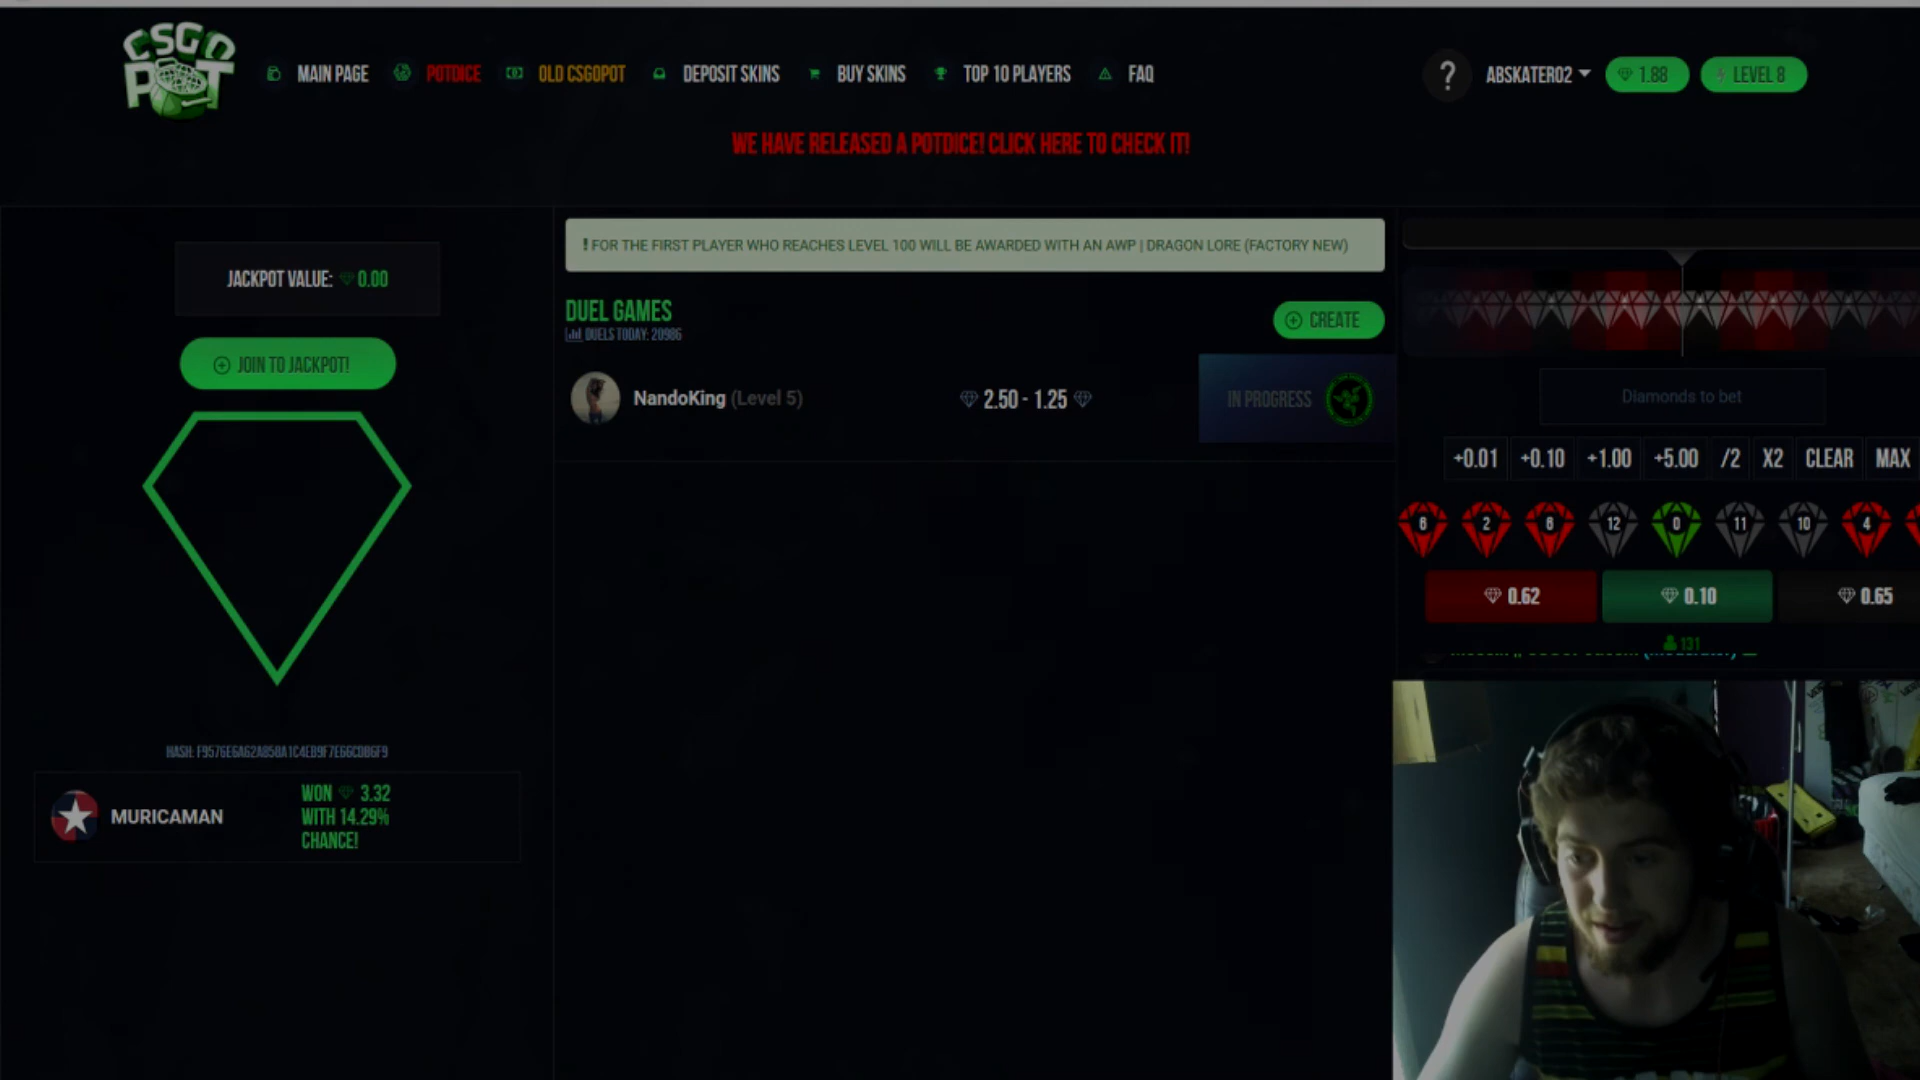 CSGO
POT
MAIN PAGE
POTDICE
OLD CSGOPOT
DEPOSIT SKINS
BUY SKINS
TOP 10 PLAYERS
FAQ
?
ABSKATER02
1.88
LEVEL 8
WE HAVE RELEASED A POTDICE! CLICK HERE TO CHECK IT!
JACKPOT VALUE: 0.00
JOIN TO JACKPOT!
HASH: F9576E6A62A858A1C4EB9F7E66CDB6F9
MURICAMAN
WON 3.32
WITH 14.29%
CHANCE!
! FOR THE FIRST PLAYER WHO REACHES LEVEL 100 WILL BE AWARDED WITH AN AWP | DRAGON LORE (FACTORY NEW)
DUEL GAMES
DUELS TODAY: 20986
CREATE
NandoKing (Level 5)
2.50 - 1.25
IN PROGRESS
Diamonds to bet
+0.01 +0.10 +1.00 +5.00 /2 X2 CLEAR MAX
6 2 8 12 0 11 10 4
0.62
0.10
0.65
131